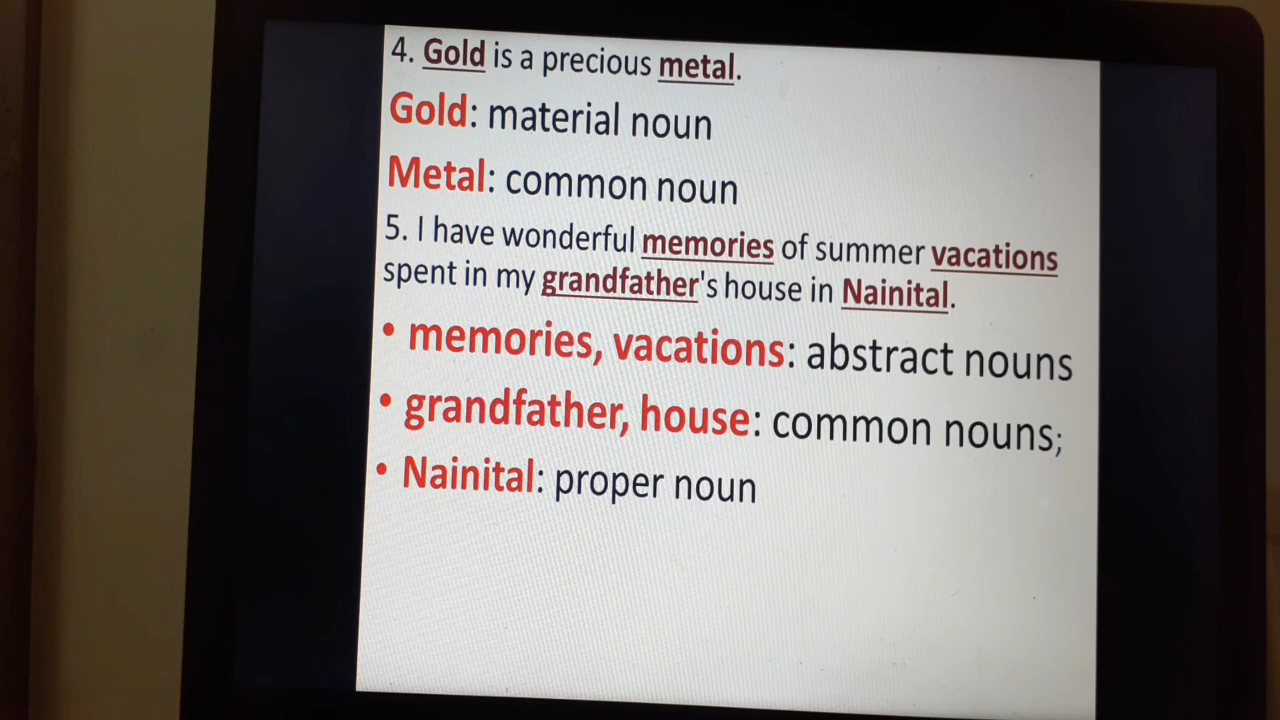 4. Gold is a precious metal.
Gold: material noun
Metal: common noun
5. I have wonderful memories of summer vacations
spent in my grandfather's house in Nainital.
• memories, vacations: abstract nouns
• grandfather, house: common nouns;
• Nainital: proper noun